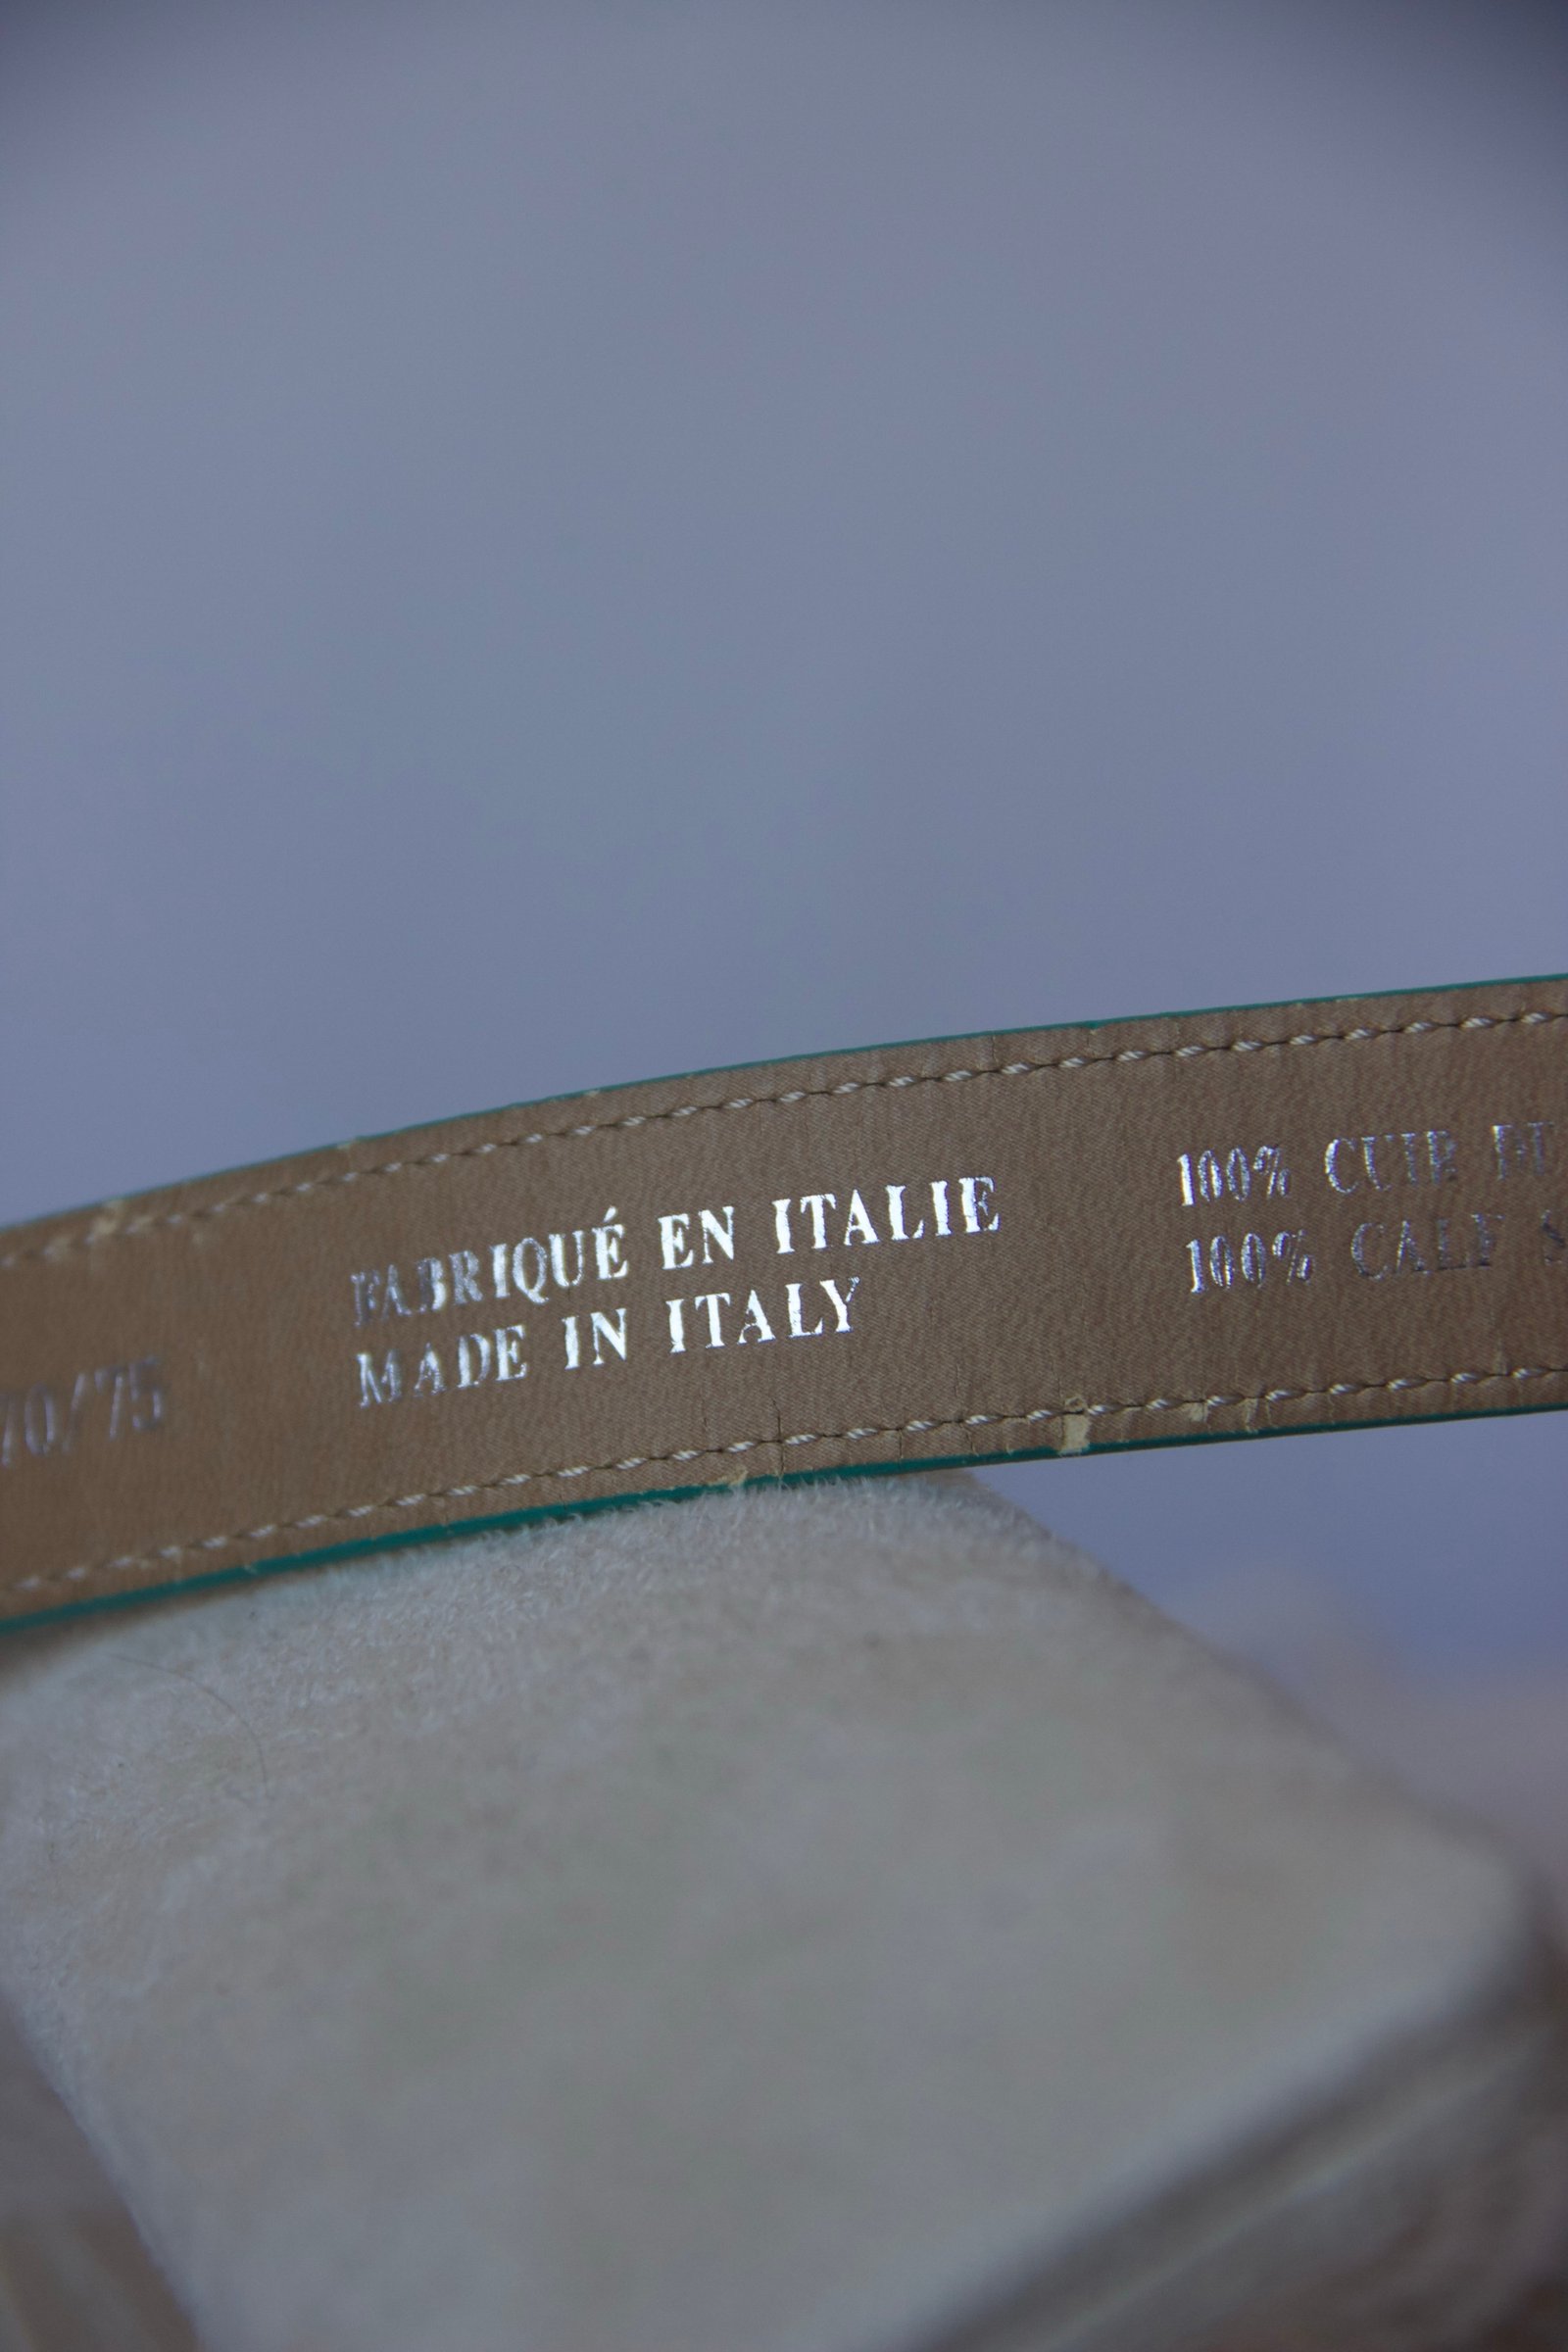 70/75
FABRIQUÉ EN ITALIE
MADE IN ITALY
100% CUIR
100% CALF